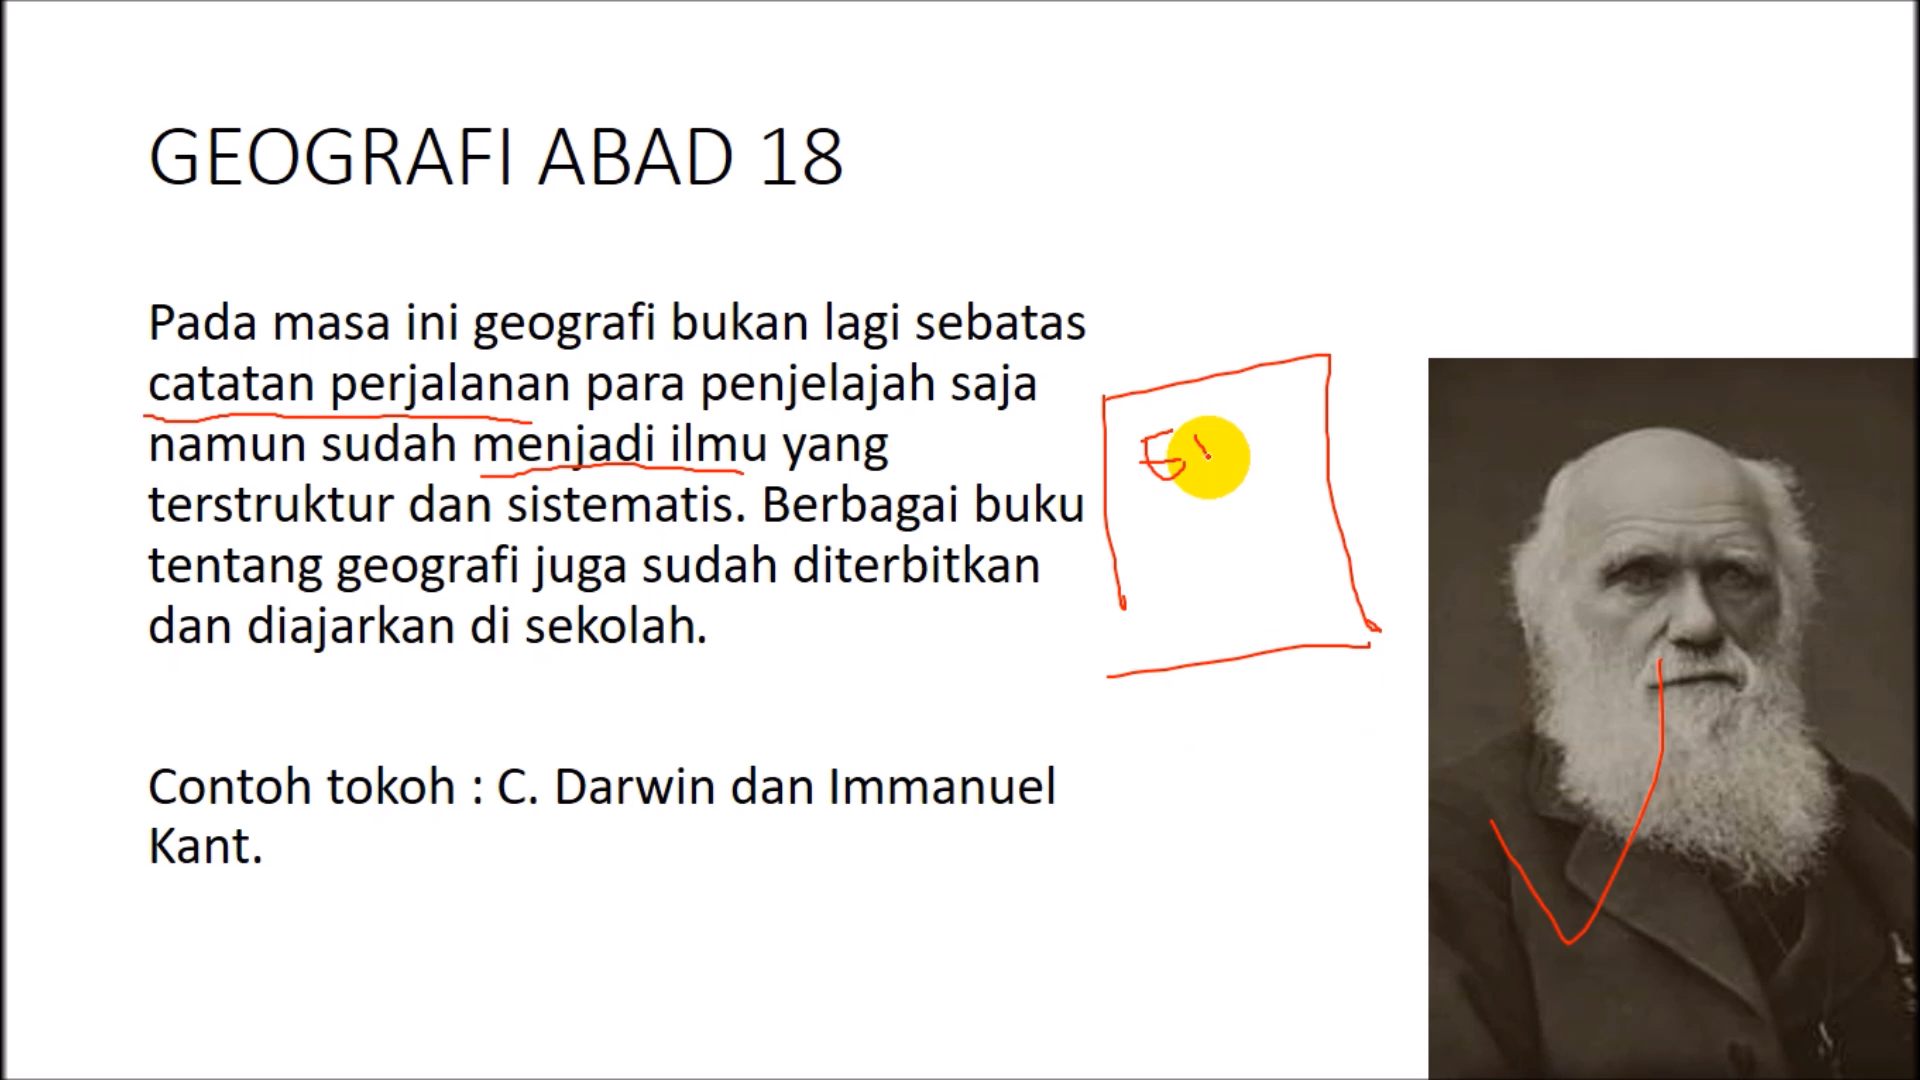 GEOGRAFI ABAD 18
Pada masa ini geografi bukan lagi sebatas
catatan perjalanan para penjelajah saja
namun sudah menjadi ilmu yang
terstruktur dan sistematis. Berbagai buku
tentang geografi juga sudah diterbitkan
dan diajarkan di sekolah.
Contoh tokoh : C. Darwin dan Immanuel
Kant.